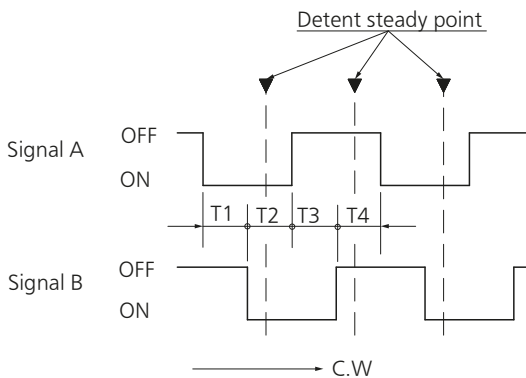 Detent steady point
OFF
Signal A
ON
T1 T2 T3 T4
OFF
Signal B
ON
C.W